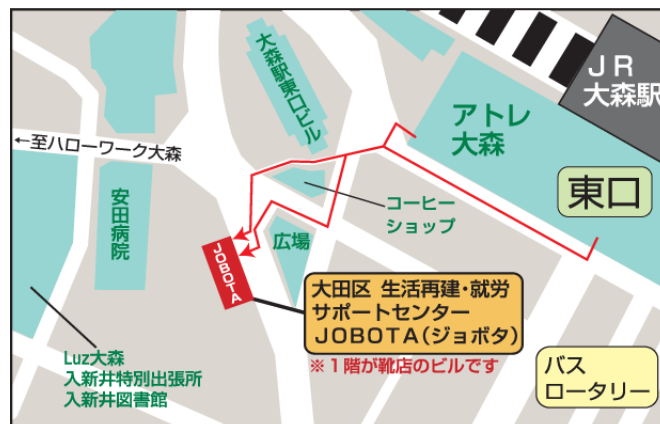 JR
大森駅
アトレ
大森
東口
大森駅東口ビル
←至ハローワーク大森
安田病院
コーヒー
ショップ
広場
JOBOTA
大田区 生活再建・就労
サポートセンター
JOBOTA(ジョボタ)
※1階が靴店のビルです
バス
ロータリー
Luz大森
入新井特別出張所
入新井図書館